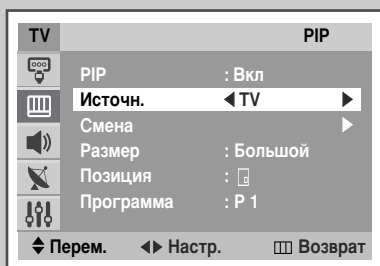 TV PIP
PIP : Вкл
Источн. ◀ TV ▶
Смена ▶
Размер : Большой
Позиция :
Программа : P 1
Перем. Настр. Возврат